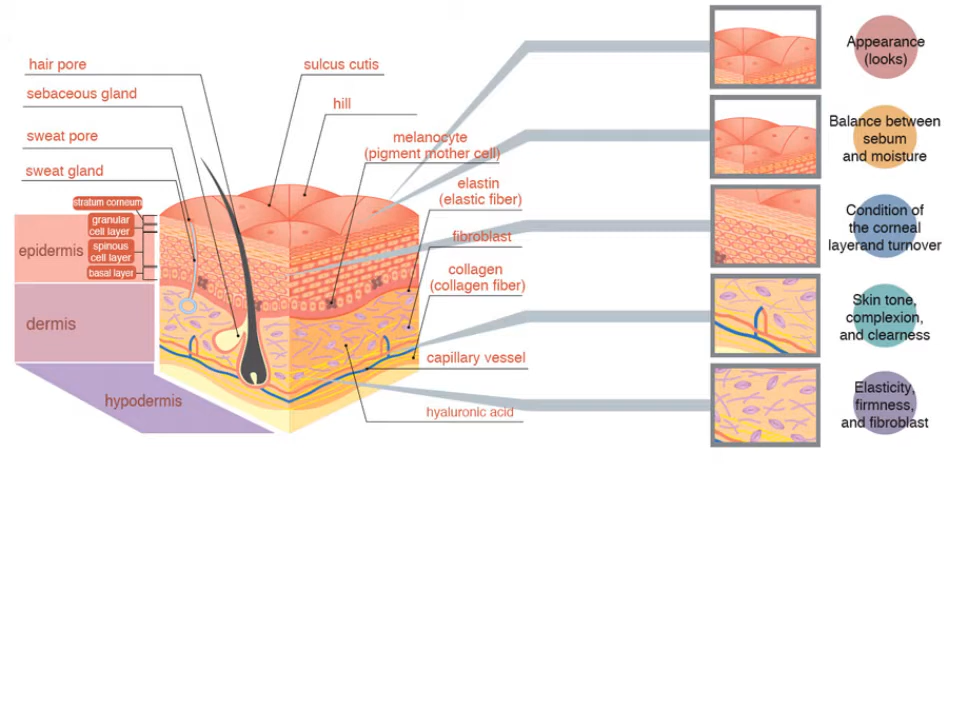 hair pore
sebaceous gland
sweat pore
sweat gland
stratum corneum
granular
cell layer
spinous
cell layer
basal layer
epidermis
dermis
hypodermis
sulcus cutis
hill
melanocyte
(pigment mother cell)
elastin
(elastic fiber)
fibroblast
collagen
(collagen fiber)
capillary vessel
hyaluronic acid
Appearance
(looks)
Balance between
sebum
and moisture
Condition of
the corneal
layerand turnover
Skin tone,
complexion,
and clearness
Elasticity,
firmness,
and fibroblast